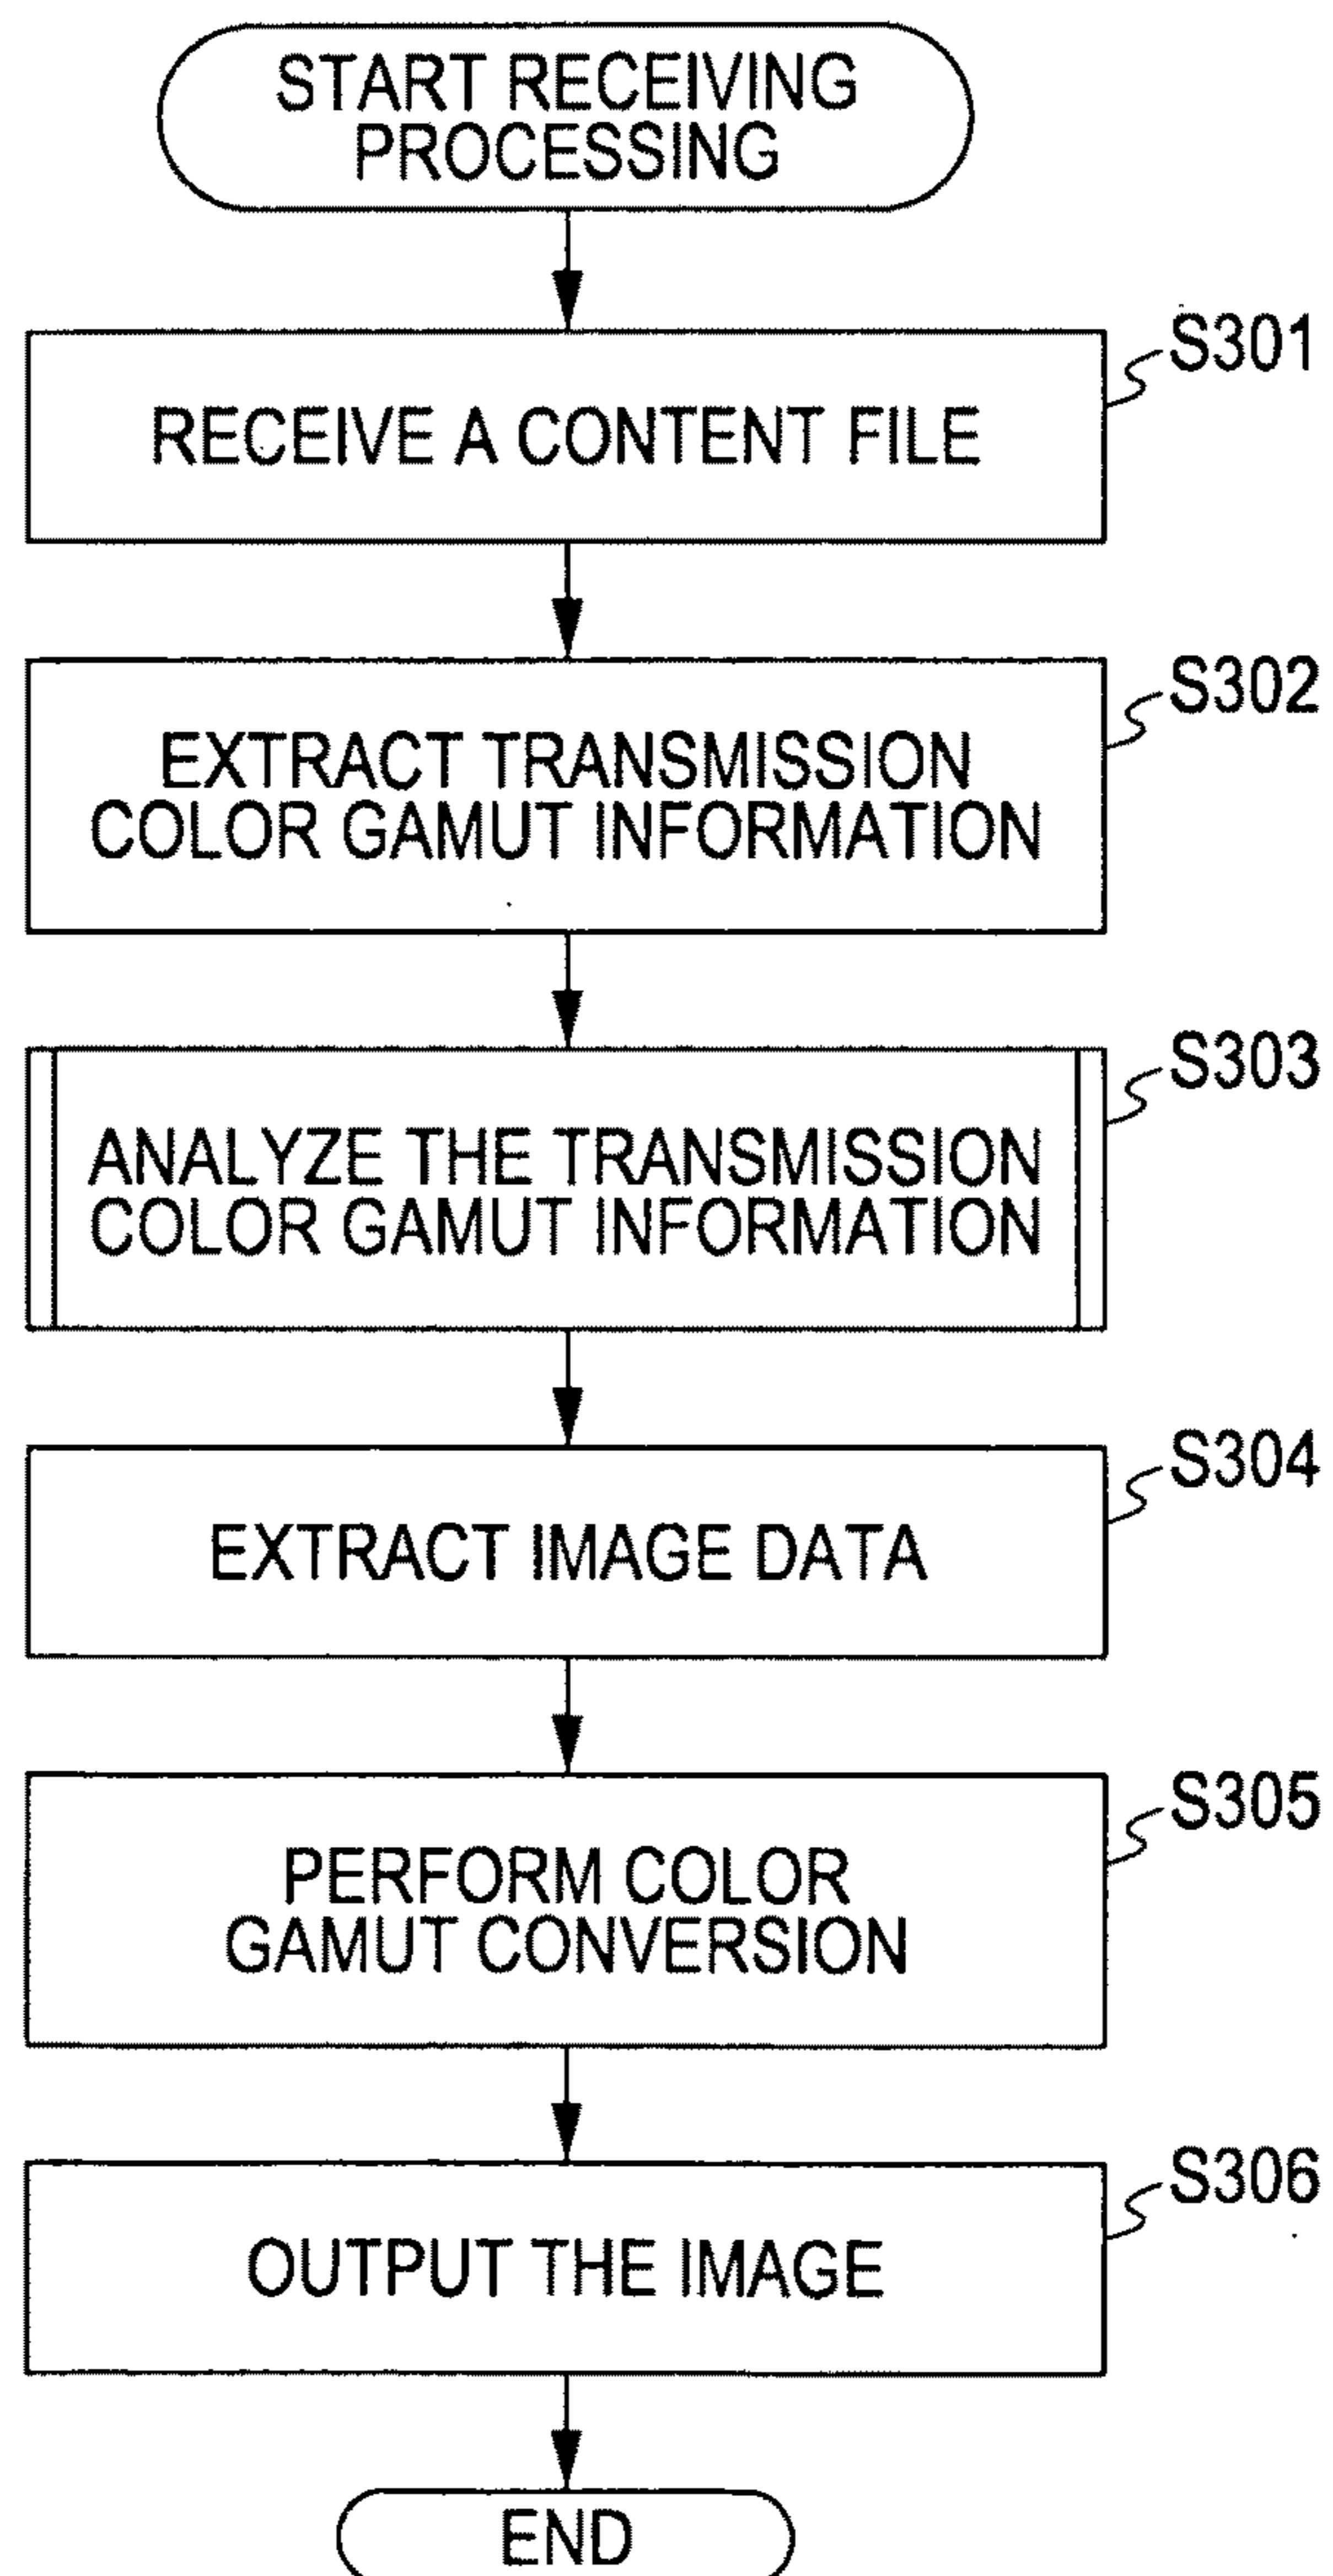 START RECEIVING
PROCESSING
S301
RECEIVE A CONTENT FILE
S302
EXTRACT TRANSMISSION
COLOR GAMUT INFORMATION
S303
ANALYZE THE TRANSMISSION
COLOR GAMUT INFORMATION
S304
EXTRACT IMAGE DATA
S305
PERFORM COLOR
GAMUT CONVERSION
S306
OUTPUT THE IMAGE
END